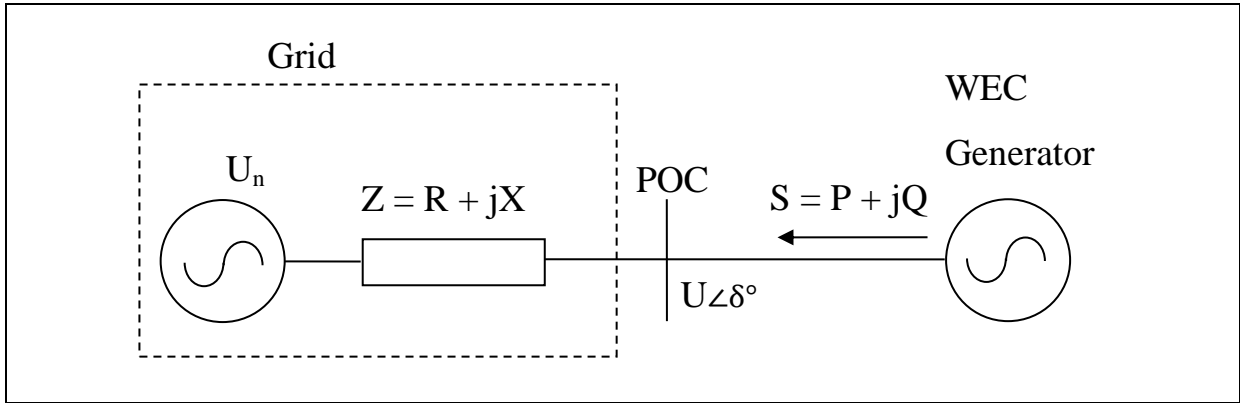 Grid
WEC
Generator
Uₙ
Z = R + jX
POC
S = P + jQ
U∠δ°